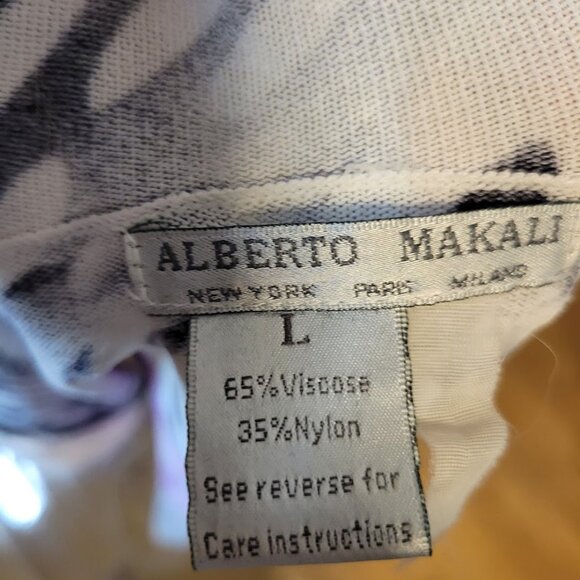 ALBERTO MAKALI
NEW YORK PARIS MILANO
L
65%Viscose
35%Nylon
See reverse for
Care instructions